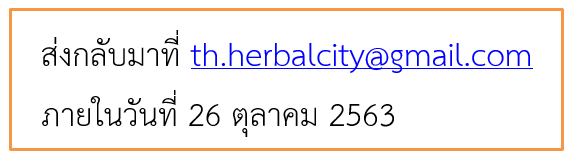 ส่งกลับมาที่ th.herbalcity@gmail.com
ภายในวันที่ 26 ตุลาคม 2563